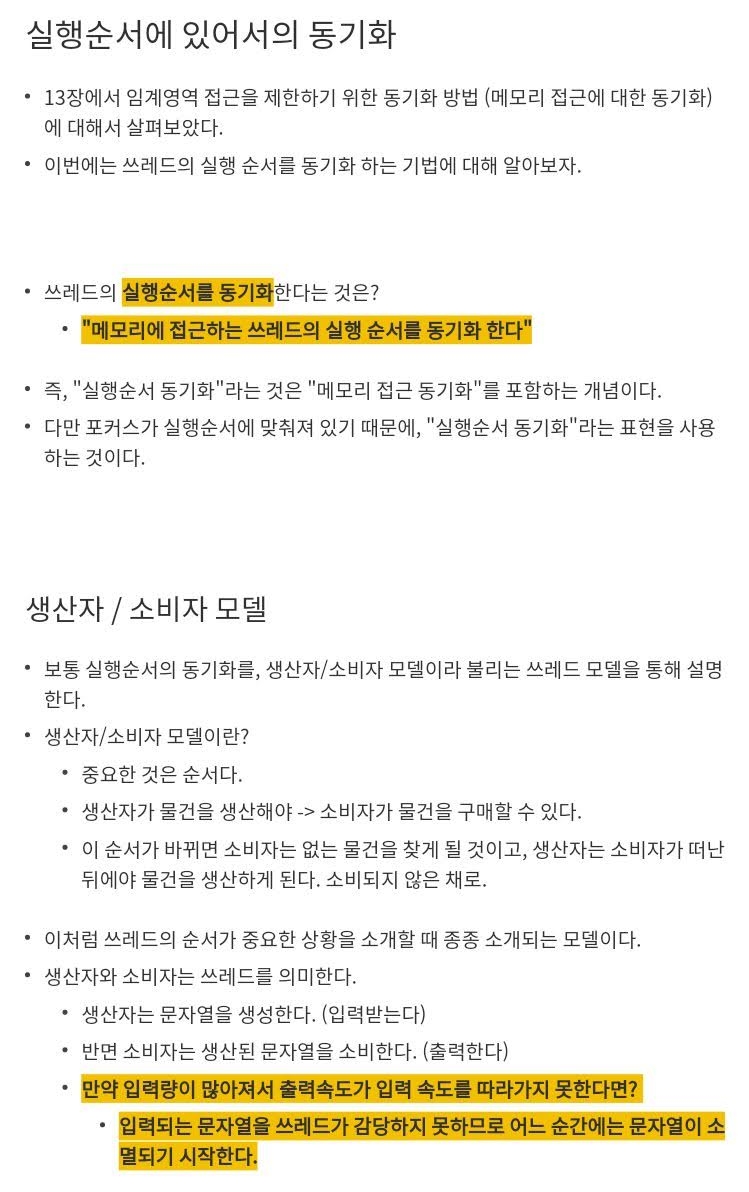 실행순서에 있어서의 동기화
• 13장에서 임계영역 접근을 제한하기 위한 동기화 방법 (메모리 접근에 대한 동기화)
에 대해서 살펴보았다.
• 이번에는 쓰레드의 실행 순서를 동기화 하는 기법에 대해 알아보자.
• 쓰레드의 실행순서를 동기화한다는 것은?
• "메모리에 접근하는 쓰레드의 실행 순서를 동기화 한다"
• 즉, "실행순서 동기화"라는 것은 "메모리 접근 동기화"를 포함하는 개념이다.
• 다만 포커스가 실행순서에 맞춰져 있기 때문에, "실행순서 동기화"라는 표현을 사용
하는 것이다.
생산자 / 소비자 모델
• 보통 실행순서의 동기화를, 생산자/소비자 모델이라 불리는 쓰레드 모델을 통해 설명
한다.
• 생산자/소비자 모델이란?
• 중요한 것은 순서다.
• 생산자가 물건을 생산해야 -> 소비자가 물건을 구매할 수 있다.
• 이 순서가 바뀌면 소비자는 없는 물건을 찾게 될 것이고, 생산자는 소비자가 떠난
뒤에야 물건을 생산하게 된다. 소비되지 않은 채로.
• 이처럼 쓰레드의 순서가 중요한 상황을 소개할 때 종종 소개되는 모델이다.
• 생산자와 소비자는 쓰레드를 의미한다.
• 생산자는 문자열을 생성한다. (입력받는다)
• 반면 소비자는 생산된 문자열을 소비한다. (출력한다)
• 만약 입력량이 많아져서 출력속도가 입력 속도를 따라가지 못한다면?
• 입력되는 문자열을 쓰레드가 감당하지 못하므로 어느 순간에는 문자열이 소
멸되기 시작한다.